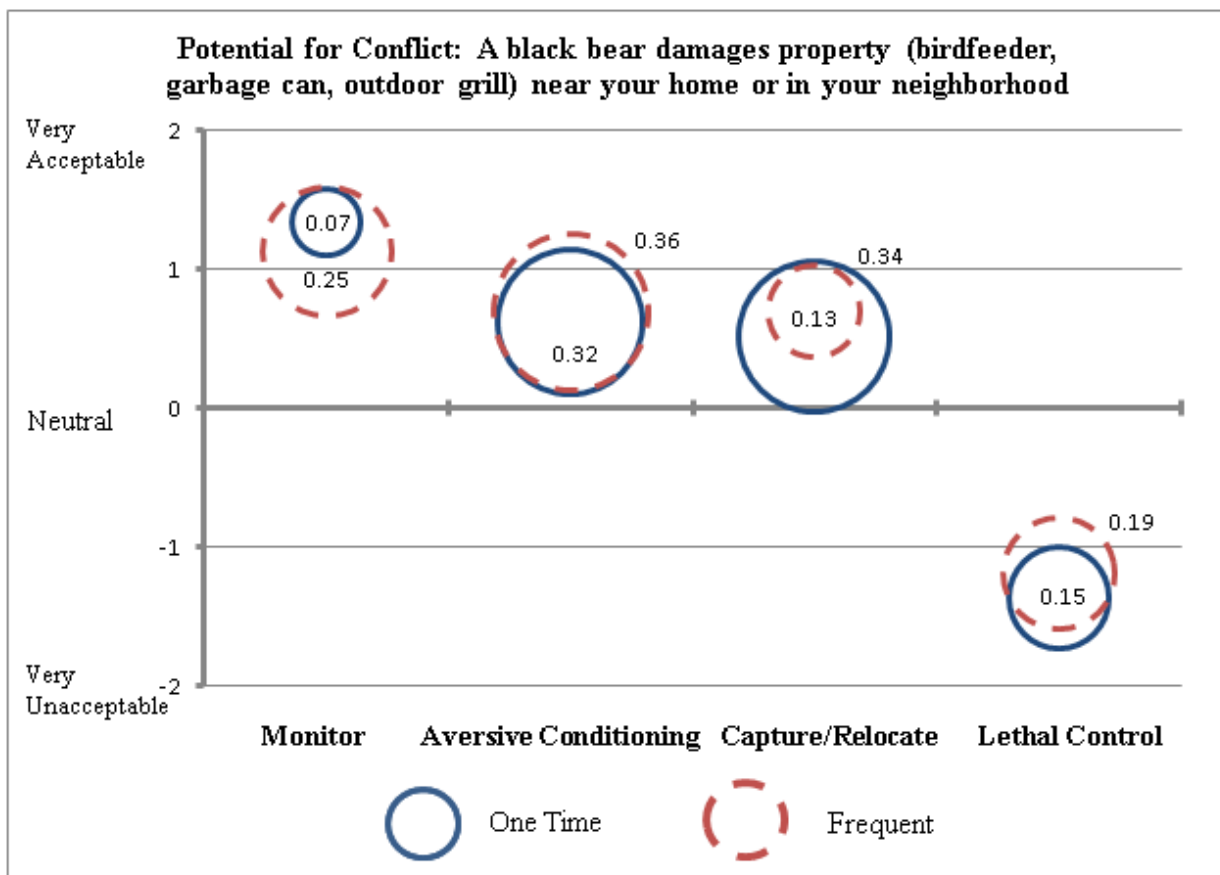 Potential for Conflict: A black bear damages property (birdfeeder,
garbage can, outdoor grill) near your home or in your neighborhood
Very
Acceptable
2
1
Neutral
0
-1
Very
Unacceptable
-2
0.07
0.25
0.36
0.32
0.34
0.13
0.19
0.15
Monitor
Aversive Conditioning
Capture/Relocate
Lethal Control
One Time
Frequent